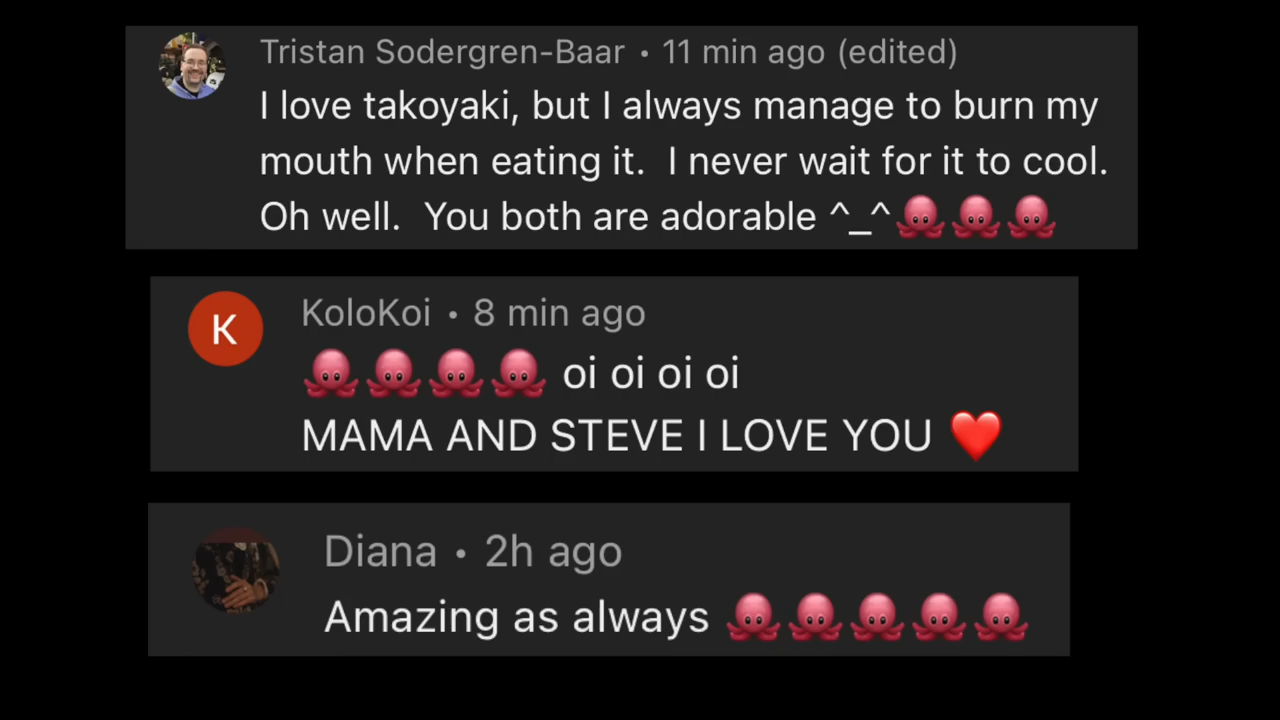 Tristan Sodergren-Baar • 11 min ago (edited)
I love takoyaki, but I always manage to burn my
mouth when eating it.  I never wait for it to cool.
Oh well.  You both are adorable ^_^🐙🐙🐙
K
KoloKoi • 8 min ago
🐙🐙🐙🐙 oi oi oi oi
MAMA AND STEVE I LOVE YOU ❤️
Diana • 2h ago
Amazing as always 🐙🐙🐙🐙🐙